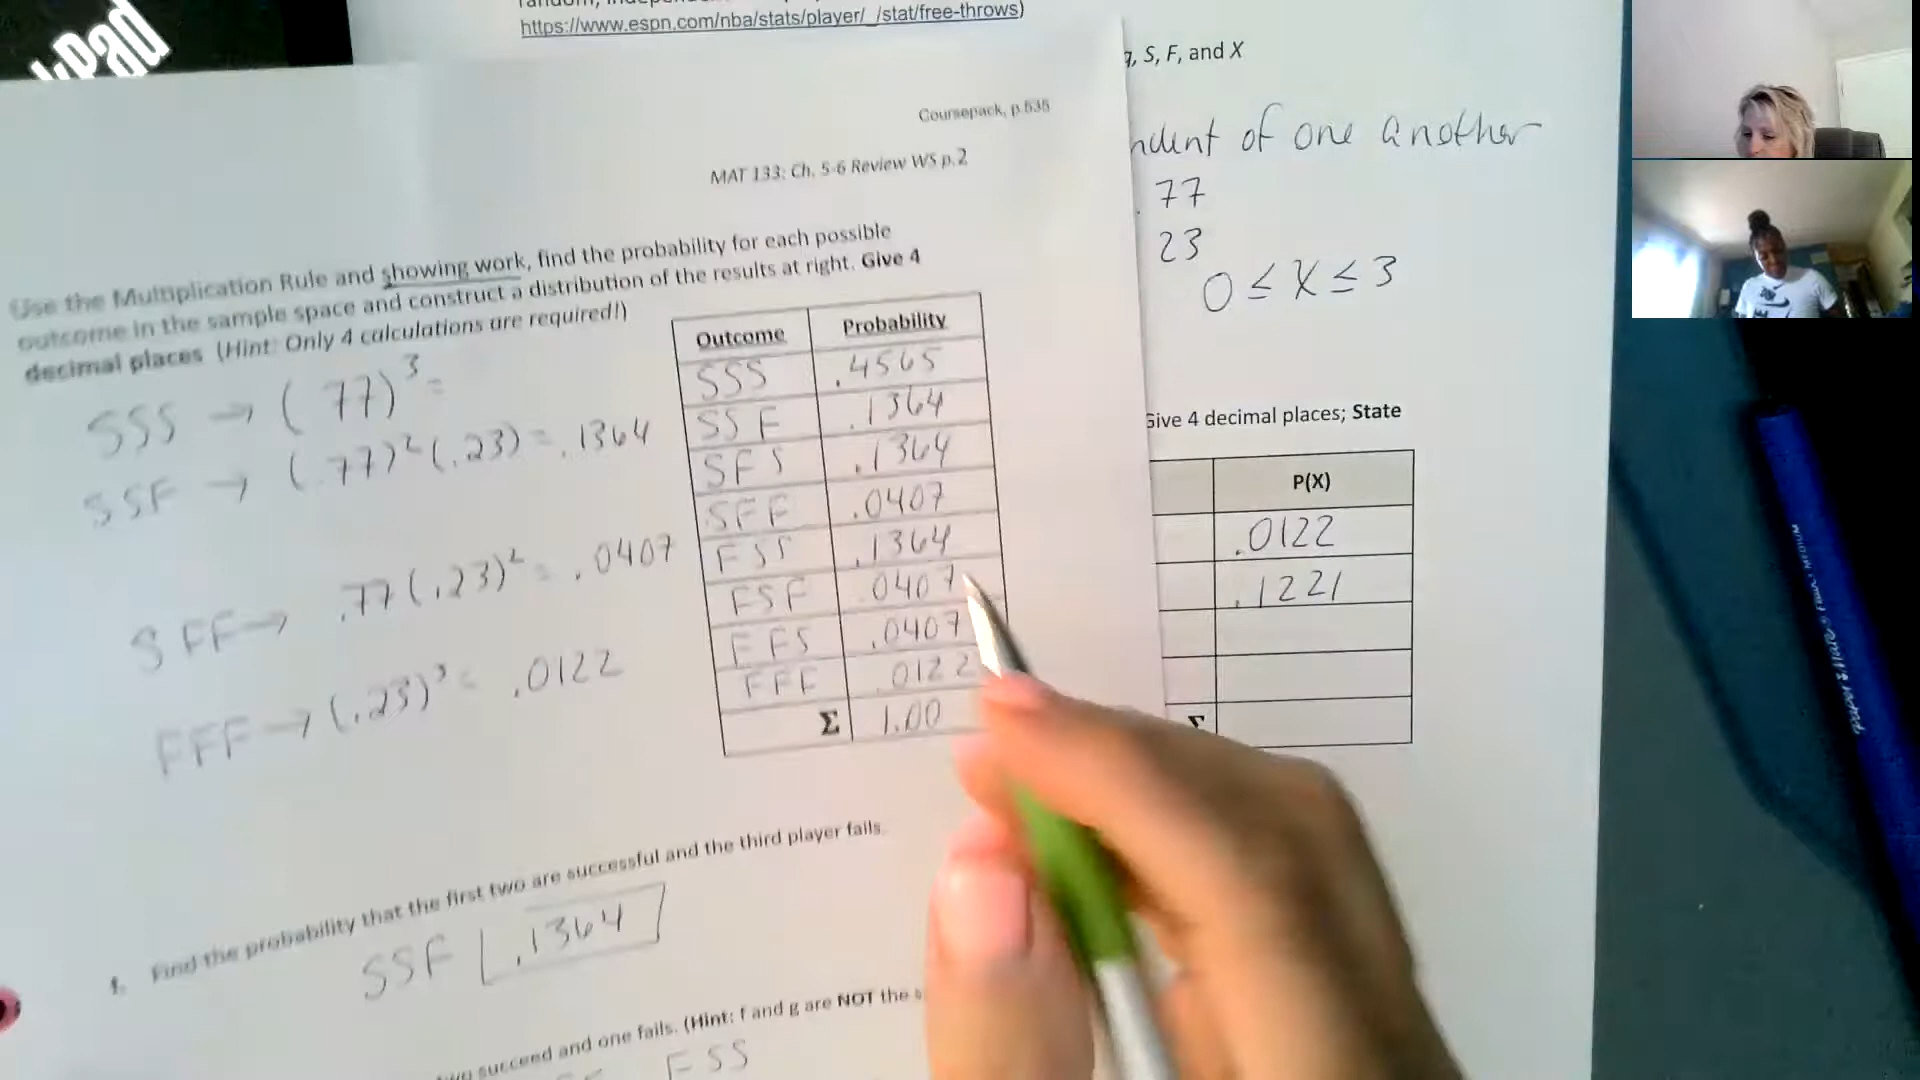 https://www.espn.com/nba/stats/player/_/stat/free-throws)
S, F, and X
Coursepack, p.535
MAT 133: Ch. 5-6 Review WS p.2
of one another
.77
23
0 ≤ X ≤ 3
Use the Multiplication Rule and showing work, find the probability for each possible
outcome in the sample space and construct a distribution of the results at right. Give 4
decimal places (Hint: Only 4 calculations are required!)
Outcome Probability
SSS .4565
SSF .1364
SFS .1364
SFF .0407
FSS .1364
FSF .0407
FFS .0407
FFF .0122
Σ 1.00
SSS → (.77)³ =
SSF → (.77)²(.23) = .1364
SFF → .77(.23)² = .0407
FFF → (.23)³ = .0122
Give 4 decimal places; State
P(X)
.0122
.1221
Σ
f. Find the probability that the first two are successful and the third player fails.
SSF .1364
succeed and one fails. (Hint: f and g are NOT the
FSS